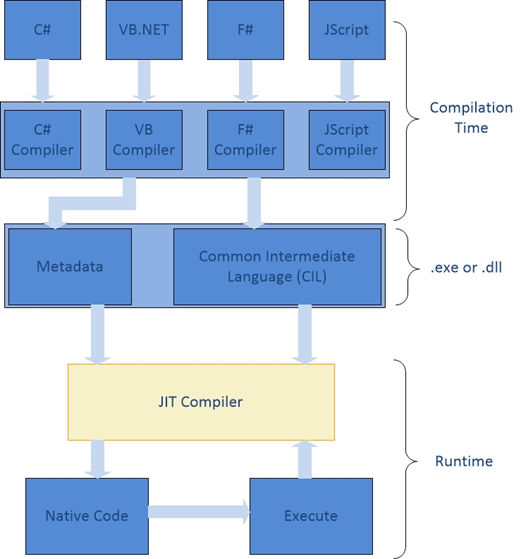 C#
VB.NET
F#
JScript
C#
Compiler
VB
Compiler
F#
Compiler
JScript
Compiler
Compilation
Time
Metadata
Common Intermediate
Language (CIL)
.exe or .dll
JIT Compiler
Runtime
Native Code
Execute